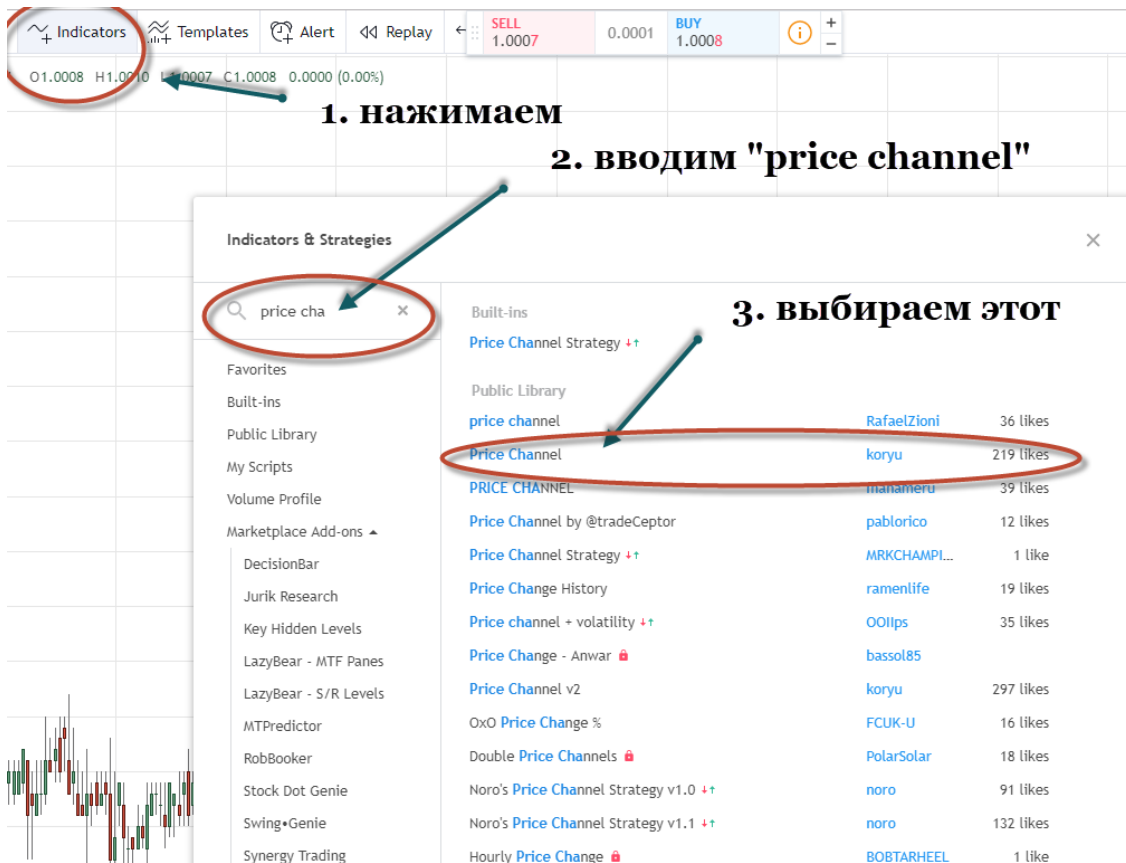 Indicators Templates Alert Replay SELL 1.0007 0.0001 BUY 1.0008
O1.0008 H1.0010 L1.0007 C1.0008 0.0000 (0.00%)
1. нажимаем
2. вводим "price channel"
Indicators & Strategies
price cha
3. выбираем этот
Built-ins
Price Channel Strategy
Favorites
Built-ins
Public Library
My Scripts
Volume Profile
Marketplace Add-ons
DecisionBar
Jurik Research
Key Hidden Levels
LazyBear - MTF Panes
LazyBear - S/R Levels
MTPredictor
RobBooker
Stock Dot Genie
Swing•Genie
Synergy Trading
Public Library
price channel RafaelZioni 36 likes
Price Channel koryu 219 likes
PRICE CHANNEL manameru 39 likes
Price Channel by @tradeCeptor pablorico 12 likes
Price Channel Strategy MRKCHAMPI... 1 like
Price Change History ramenlife 19 likes
Price channel + volatility OOIIps 35 likes
Price Change - Anwar bassol85
Price Channel v2 koryu 297 likes
OxO Price Change % FCUK-U 16 likes
Double Price Channels PolarSolar 18 likes
Noro's Price Channel Strategy v1.0 noro 91 likes
Noro's Price Channel Strategy v1.1 noro 132 likes
Hourly Price Change BOBTARHEEL 1 like